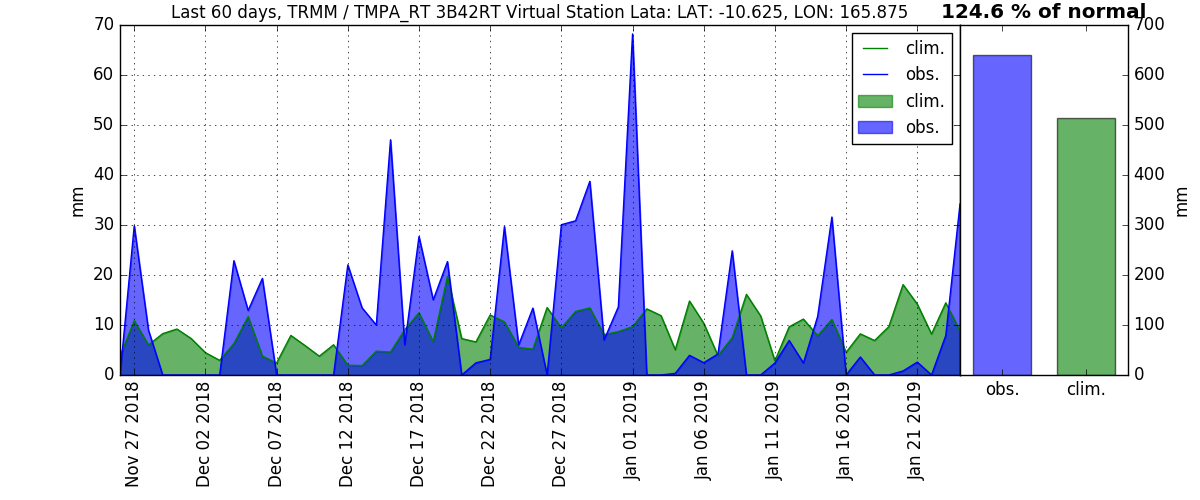 Last 60 days, TRMM / TMPA_RT 3B42RT Virtual Station Lata: LAT: -10.625, LON: 165.875
124.6 % of normal
mm
70
60
50
40
30
20
10
0
clim.
obs.
clim.
obs.
Nov 27 2018
Dec 02 2018
Dec 07 2018
Dec 12 2018
Dec 17 2018
Dec 22 2018
Dec 27 2018
Jan 01 2019
Jan 06 2019
Jan 11 2019
Jan 16 2019
Jan 21 2019
obs.
clim.
700
600
500
400
300
200
100
0
mm